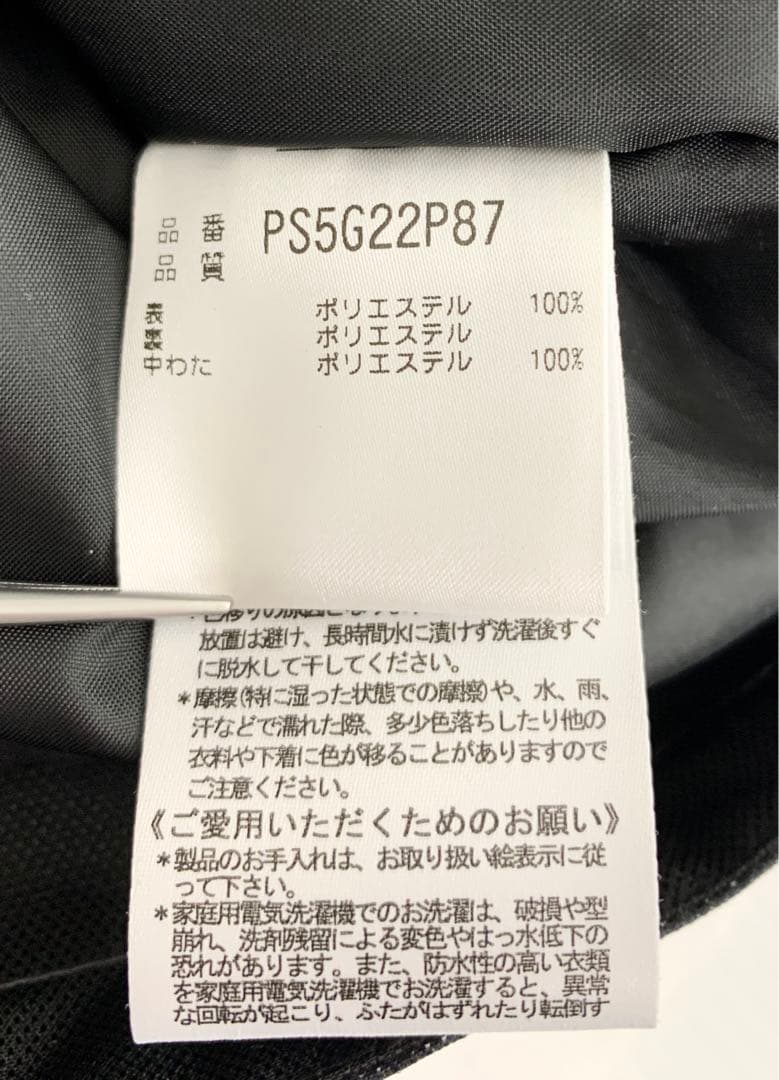 品 番 PS5G22P87
品 質
表 ポリエステル 100%
ポリエステル
中わた ポリエステル 100%
放置は避け、長時間水に漬けず洗濯後すぐ
に脱水して干してください。
*摩擦(特に湿った状態での摩擦)や、水、雨、
汗などで濡れた際、多少色落ちしたり他の
衣料や下着に色が移ることがありますので
ご注意ください。
《ご愛用いただくためのお願い》
*製品のお手入れは、お取り扱い絵表示に従
って下さい。
*家庭用電気洗濯機でのお洗濯は、破損や型
崩れ、洗剤残留による変色やはっ水低下の
恐れがあります。また、防水性の高い衣類
を家庭用電気洗濯機でお洗濯すると、異常
な回転が起こり、ふたがはずれたり転倒す